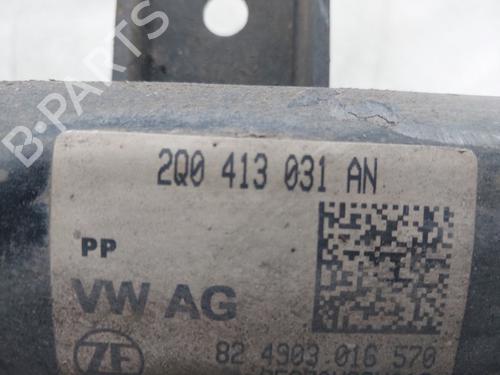 B-PARTS
2Q0 413 031 AN
PP
VW AG
ZF
82 4903 016 570